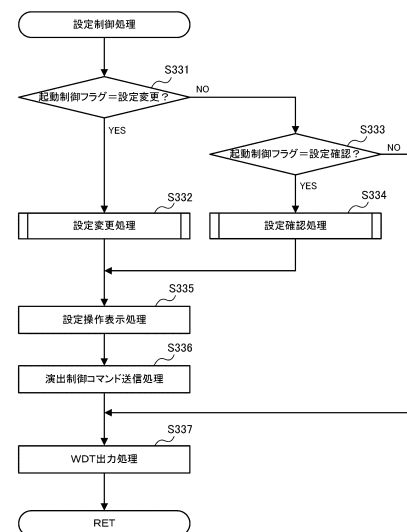 設定制御処理
S331
起動制御フラグ＝設定変更？
NO
YES
S333
起動制御フラグ＝設定確認？
NO
YES
S332
設定変更処理
S334
設定確認処理
S335
設定操作表示処理
S336
演出制御コマンド送信処理
S337
WDT出力処理
RET